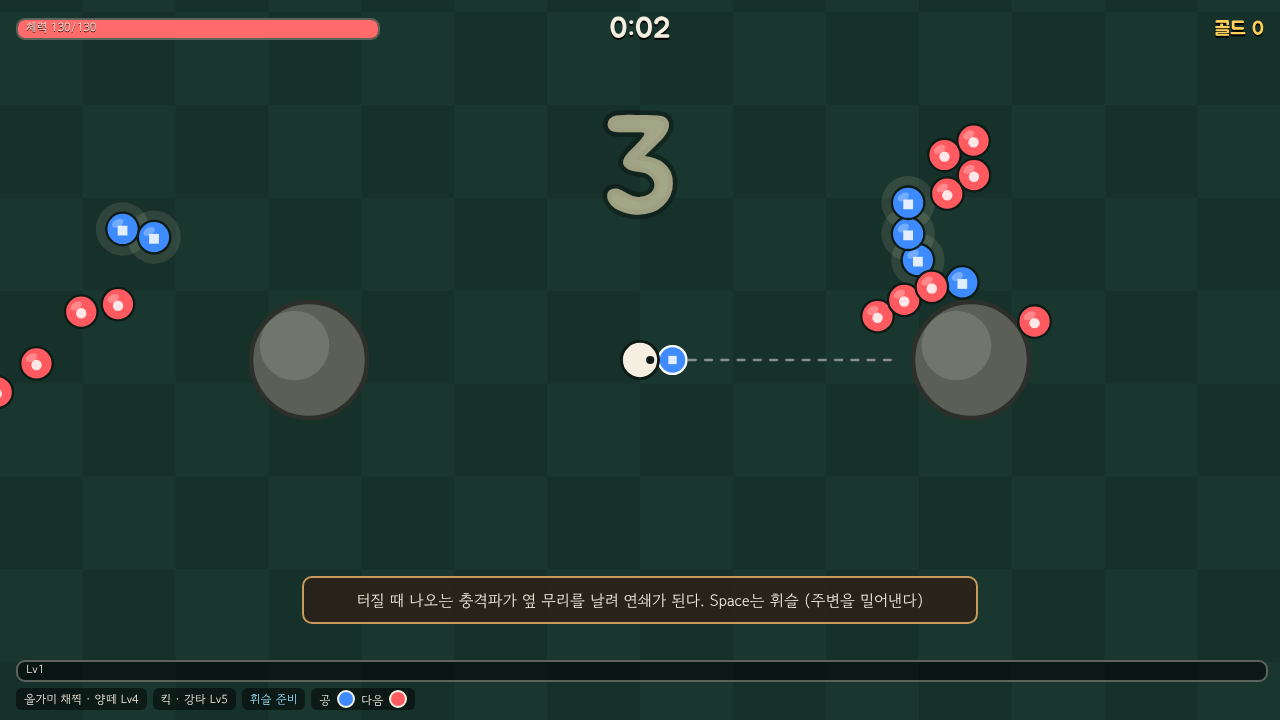 체력 130/130
0:02
골드 0
3
터질 때 나오는 충격파가 옆 무리를 날려 연쇄가 된다. Space는 휘슬 (주변을 밀어낸다)
Lv1
올가미 채찍 · 양떼 Lv4
킥 · 강타 Lv5
휘슬 준비
공
다음